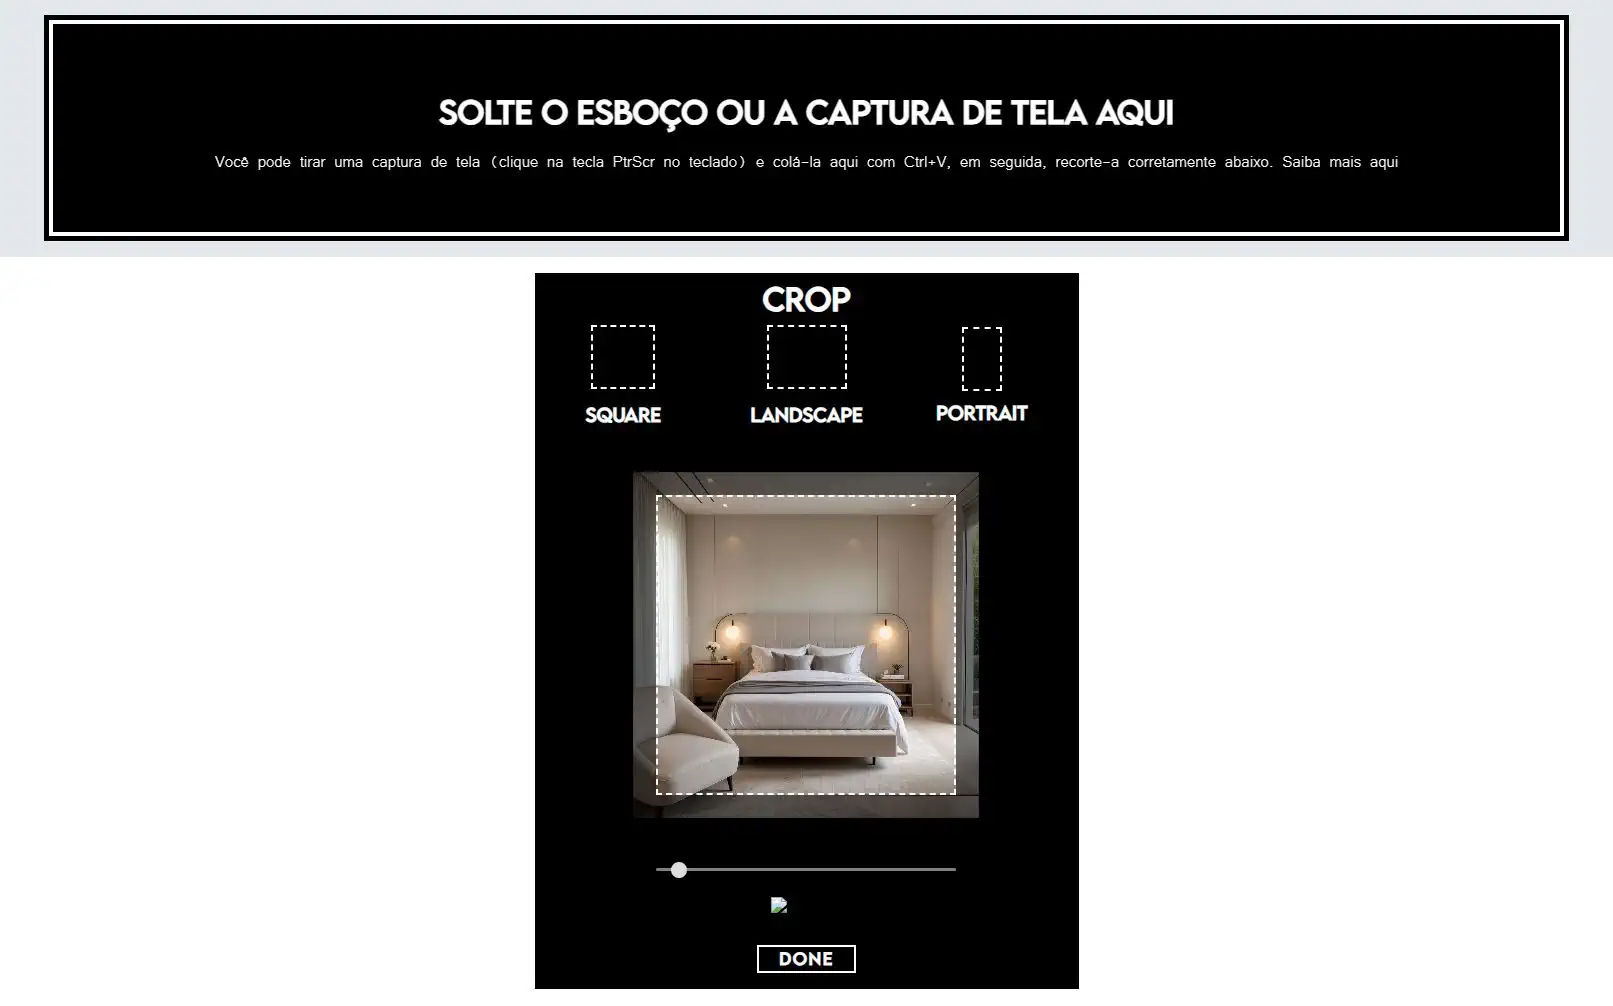 SOLTE O ESBOÇO OU A CAPTURA DE TELA AQUI
Você pode tirar uma captura de tela (clique na tecla PtrScr no teclado) e colá-la aqui com Ctrl+V, em seguida, recorte-a corretamente abaixo. Saiba mais aqui
CROP
SQUARE
LANDSCAPE
PORTRAIT
DONE